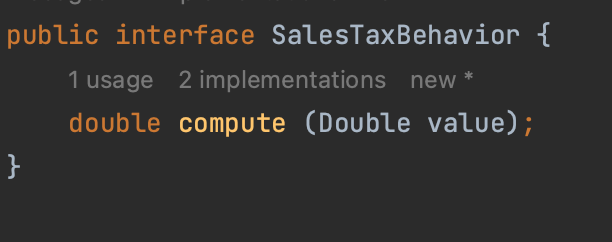 public interface SalesTaxBehavior {
1 usage 2 implementations new *
double compute (Double value);
}